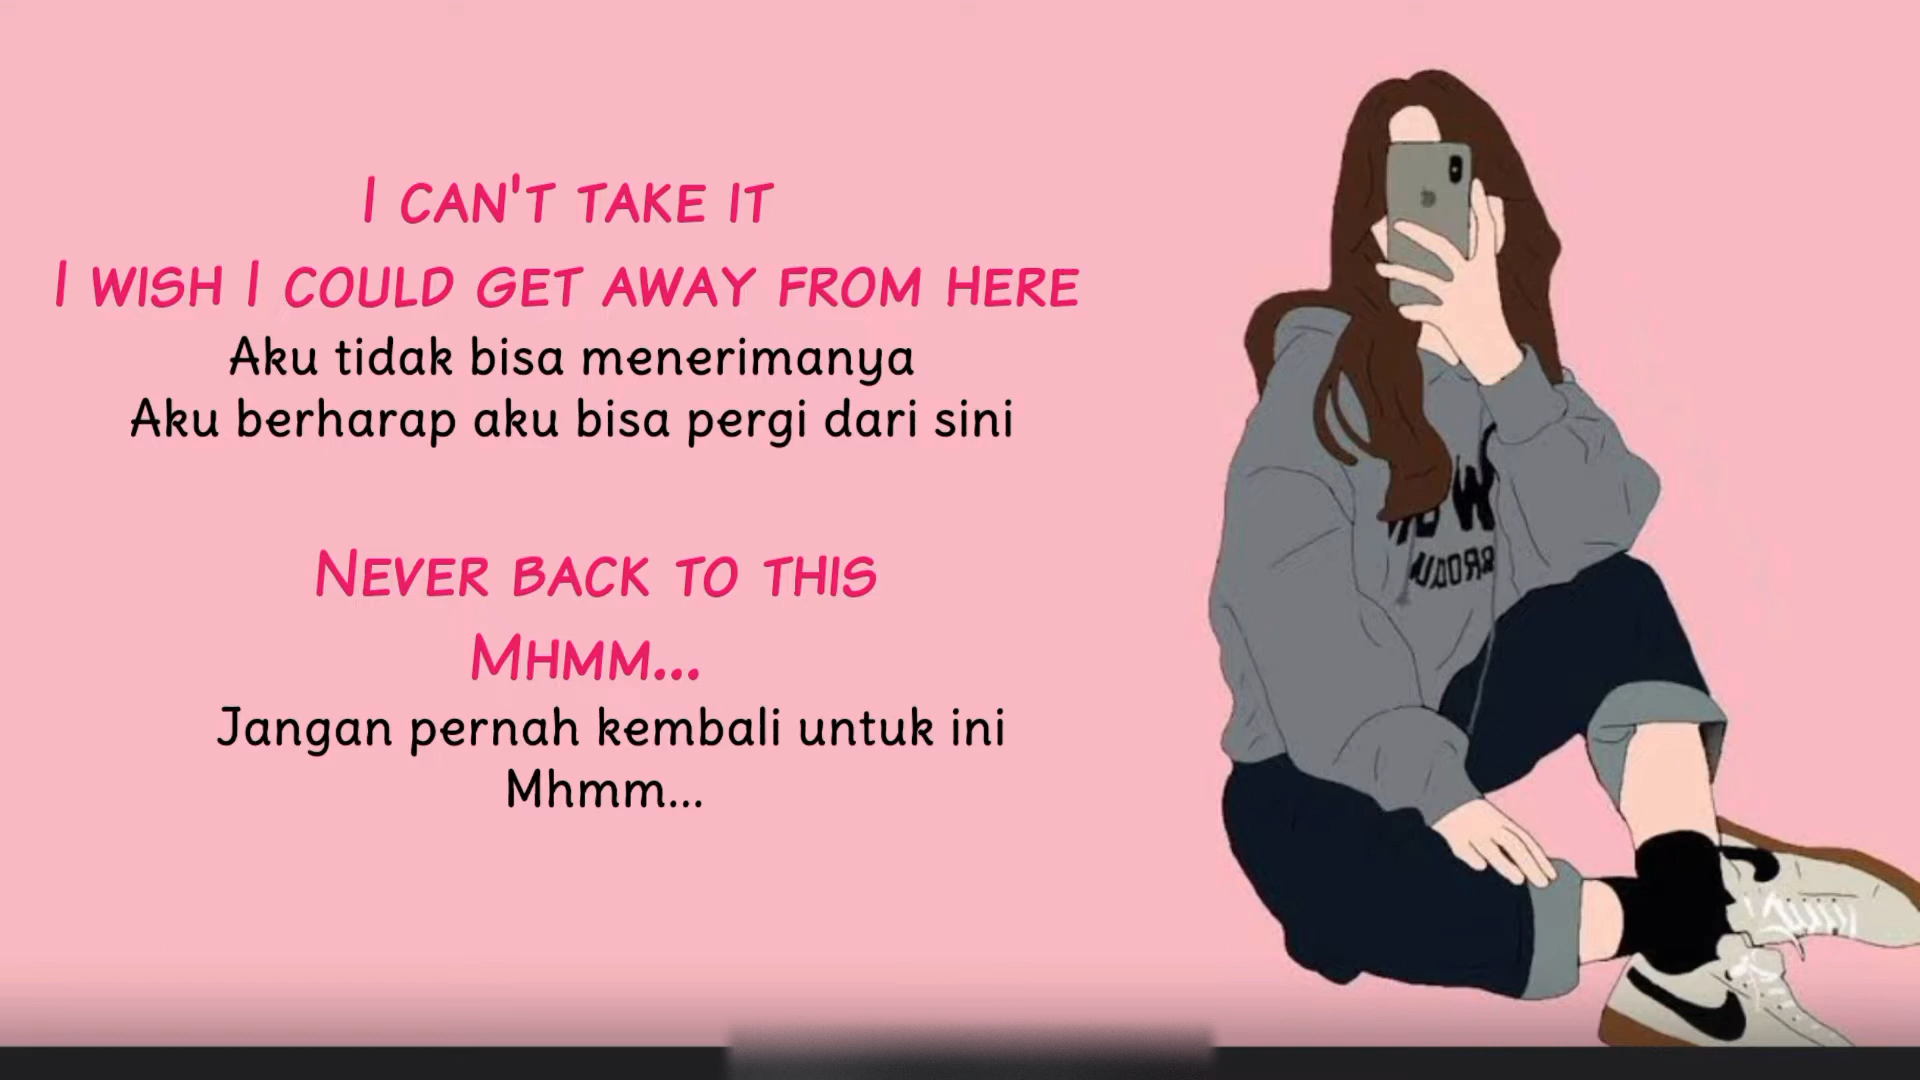 I can't take it
I wish I could get away from here
Aku tidak bisa menerimanya
Aku berharap aku bisa pergi dari sini
Never back to this
Mhmm...
Jangan pernah kembali untuk ini
Mhmm...